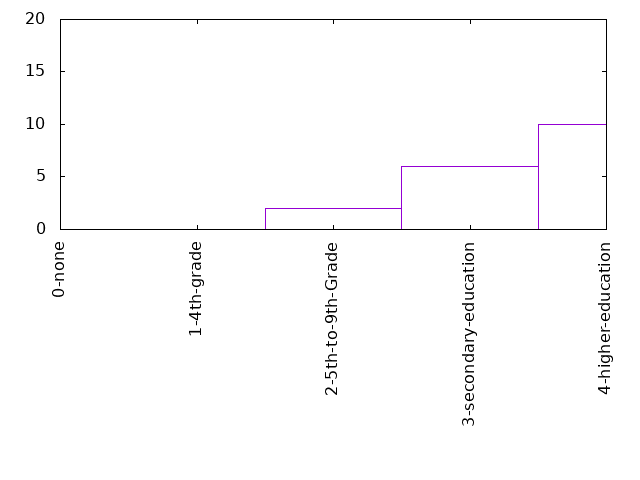 20
15
10
5
0
0-none
1-4th-grade
2-5th-to-9th-Grade
3-secondary-education
4-higher-education